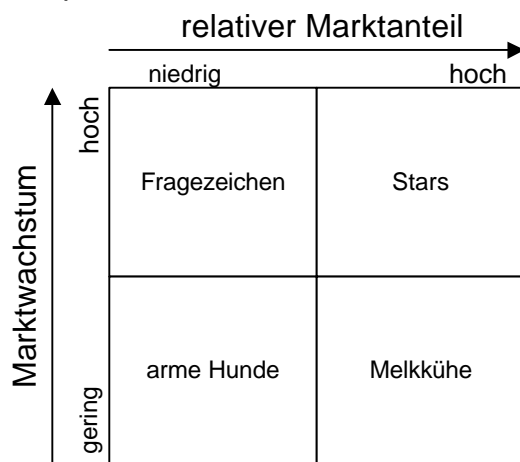 relativer Marktanteil
niedrig hoch
hoch
Marktwachstum
Fragezeichen Stars
arme Hunde Melkkühe
gering